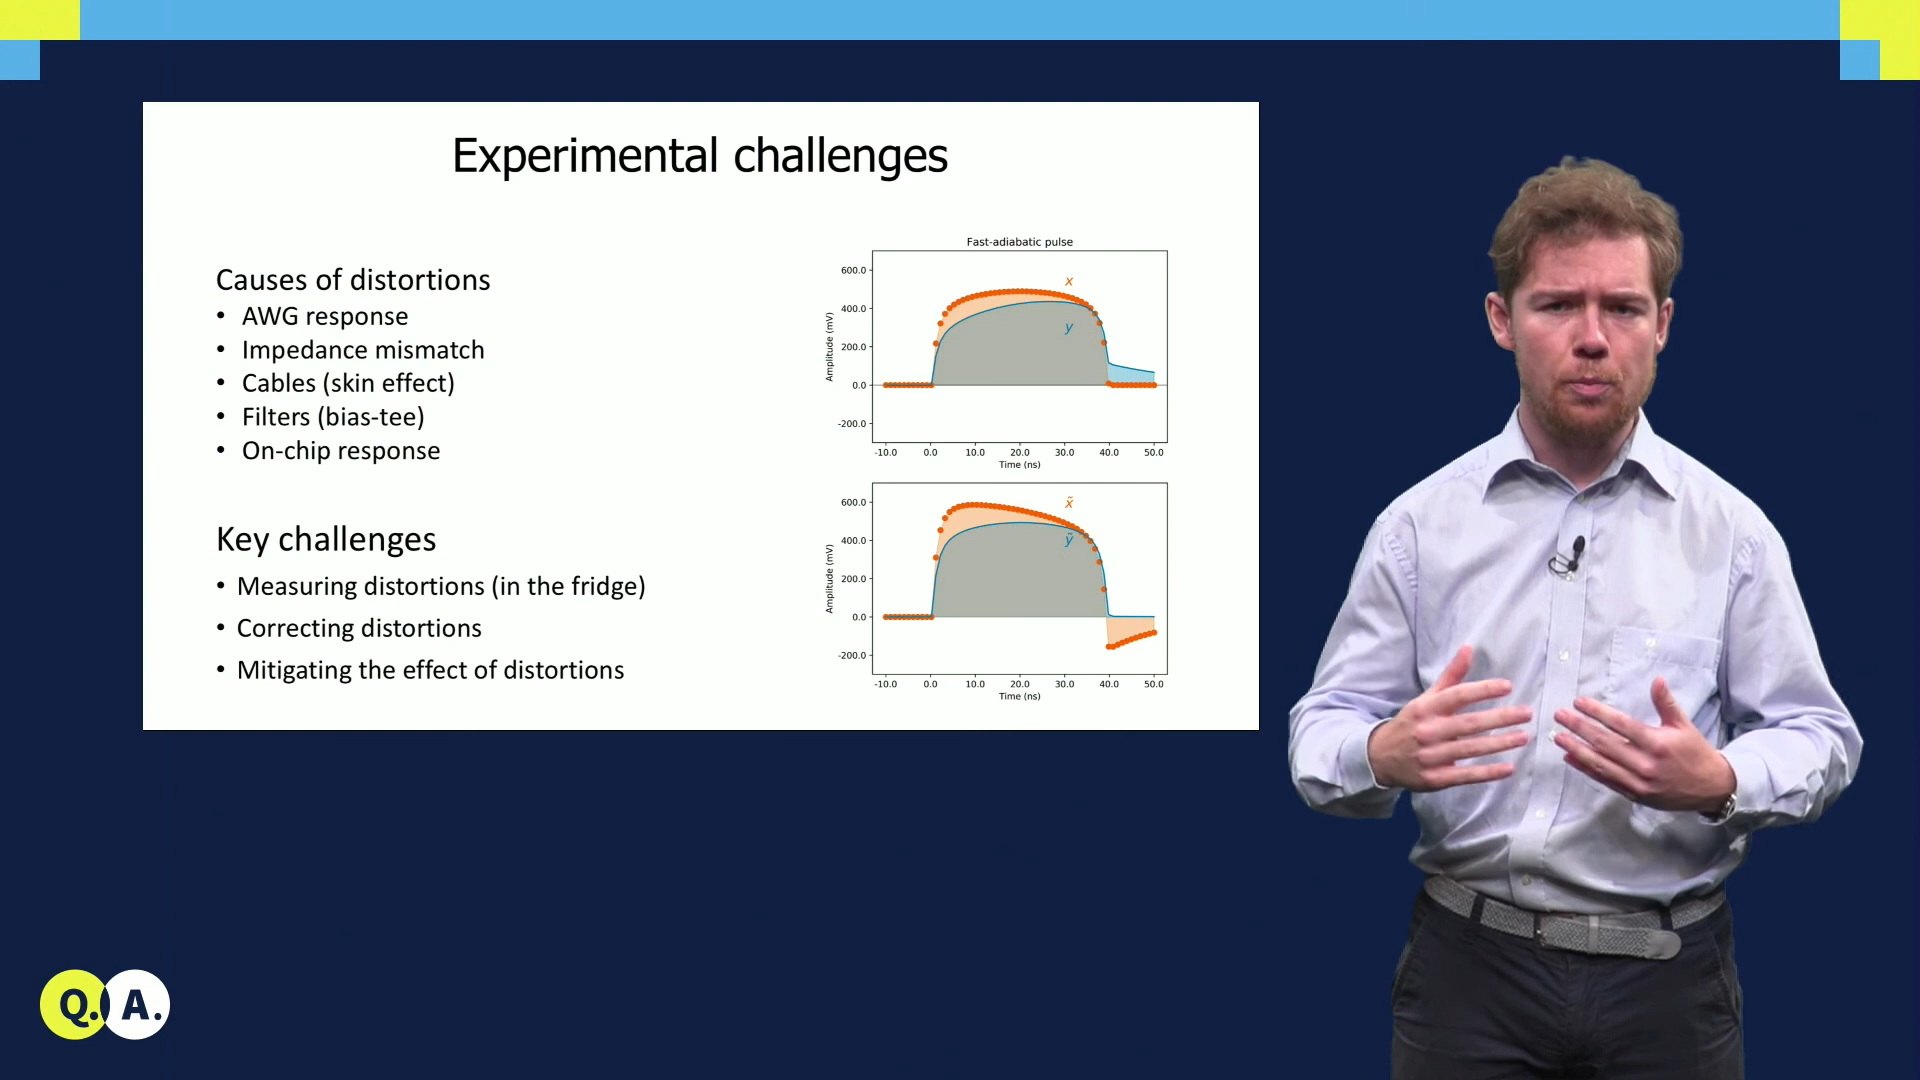 Experimental challenges
Causes of distortions
• AWG response
• Impedance mismatch
• Cables (skin effect)
• Filters (bias-tee)
• On-chip response
Key challenges
• Measuring distortions (in the fridge)
• Correcting distortions
• Mitigating the effect of distortions
Fast-adiabatic pulse
600.0
400.0
200.0
0.0
-200.0
Amplitude (mV)
x
y
-10.0 0.0 10.0 20.0 30.0 40.0 50.0
Time (ns)
600.0
400.0
200.0
0.0
-200.0
Amplitude (mV)
x̃
ỹ
-10.0 0.0 10.0 20.0 30.0 40.0 50.0
Time (ns)
Q. A.